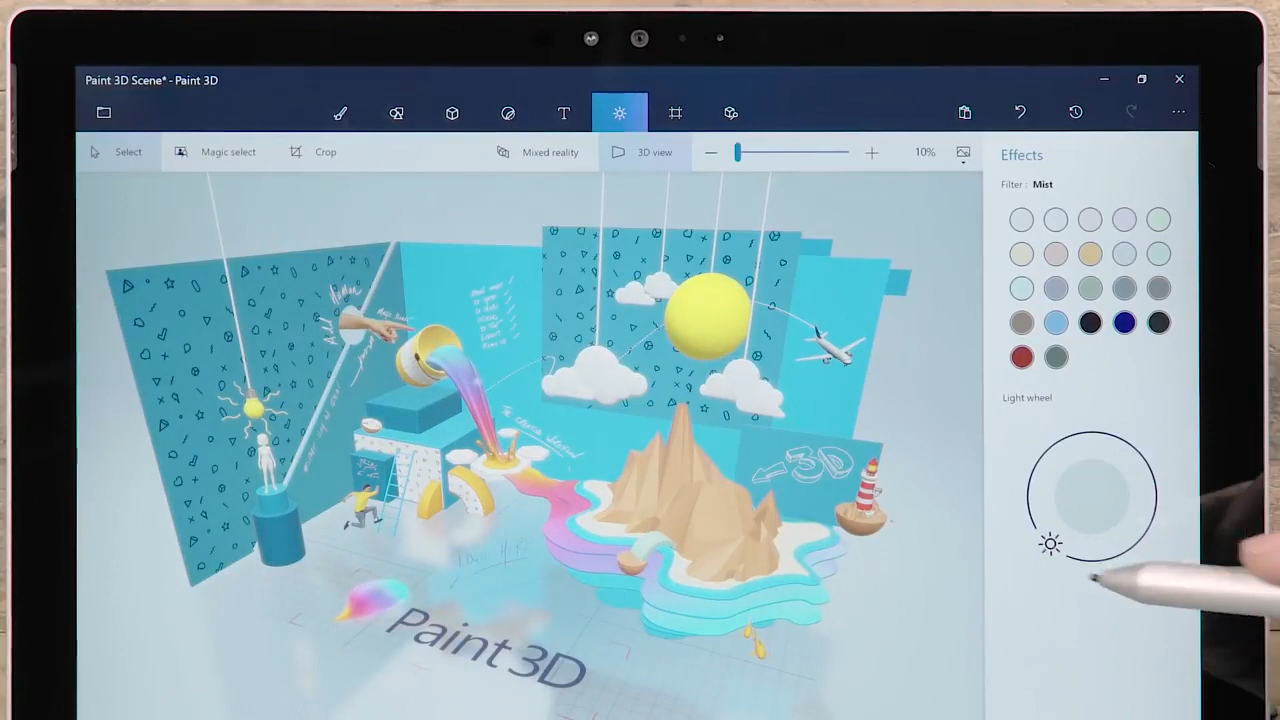 Paint 3D Scene* - Paint 3D
Select
Magic select
Crop
Mixed reality
3D view
10%
Effects
Filter : Mist
Light wheel
3D
Paint 3D